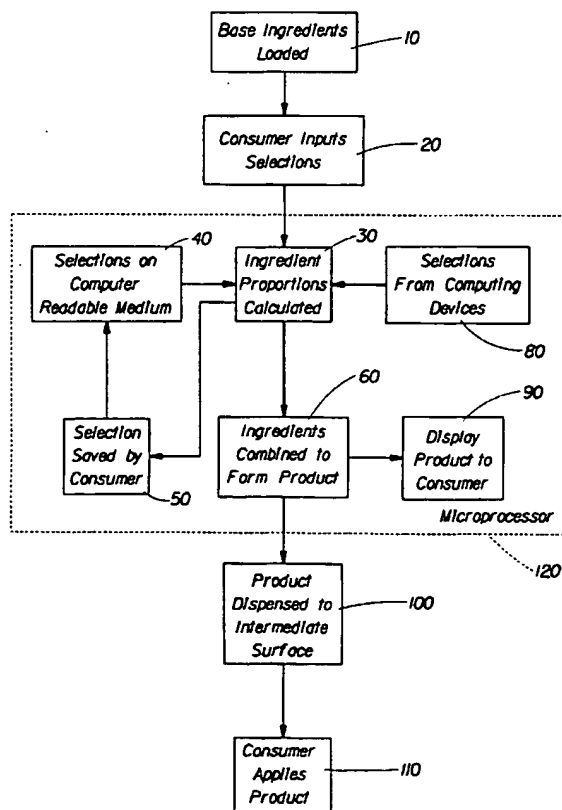 Base Ingredients
Loaded
10
Consumer Inputs
Selections
20
40
30
Selections on
Computer
Readable Medium
Ingredient
Proportions
Calculated
Selections
From Computing
Devices
80
60
90
Selection
Saved by
Consumer
50
Ingredients
Combined to
Form Product
Display
Product to
Consumer
Microprocessor
120
Product
Dispensed to
Intermediate
Surface
100
Consumer
Applies
Product
110